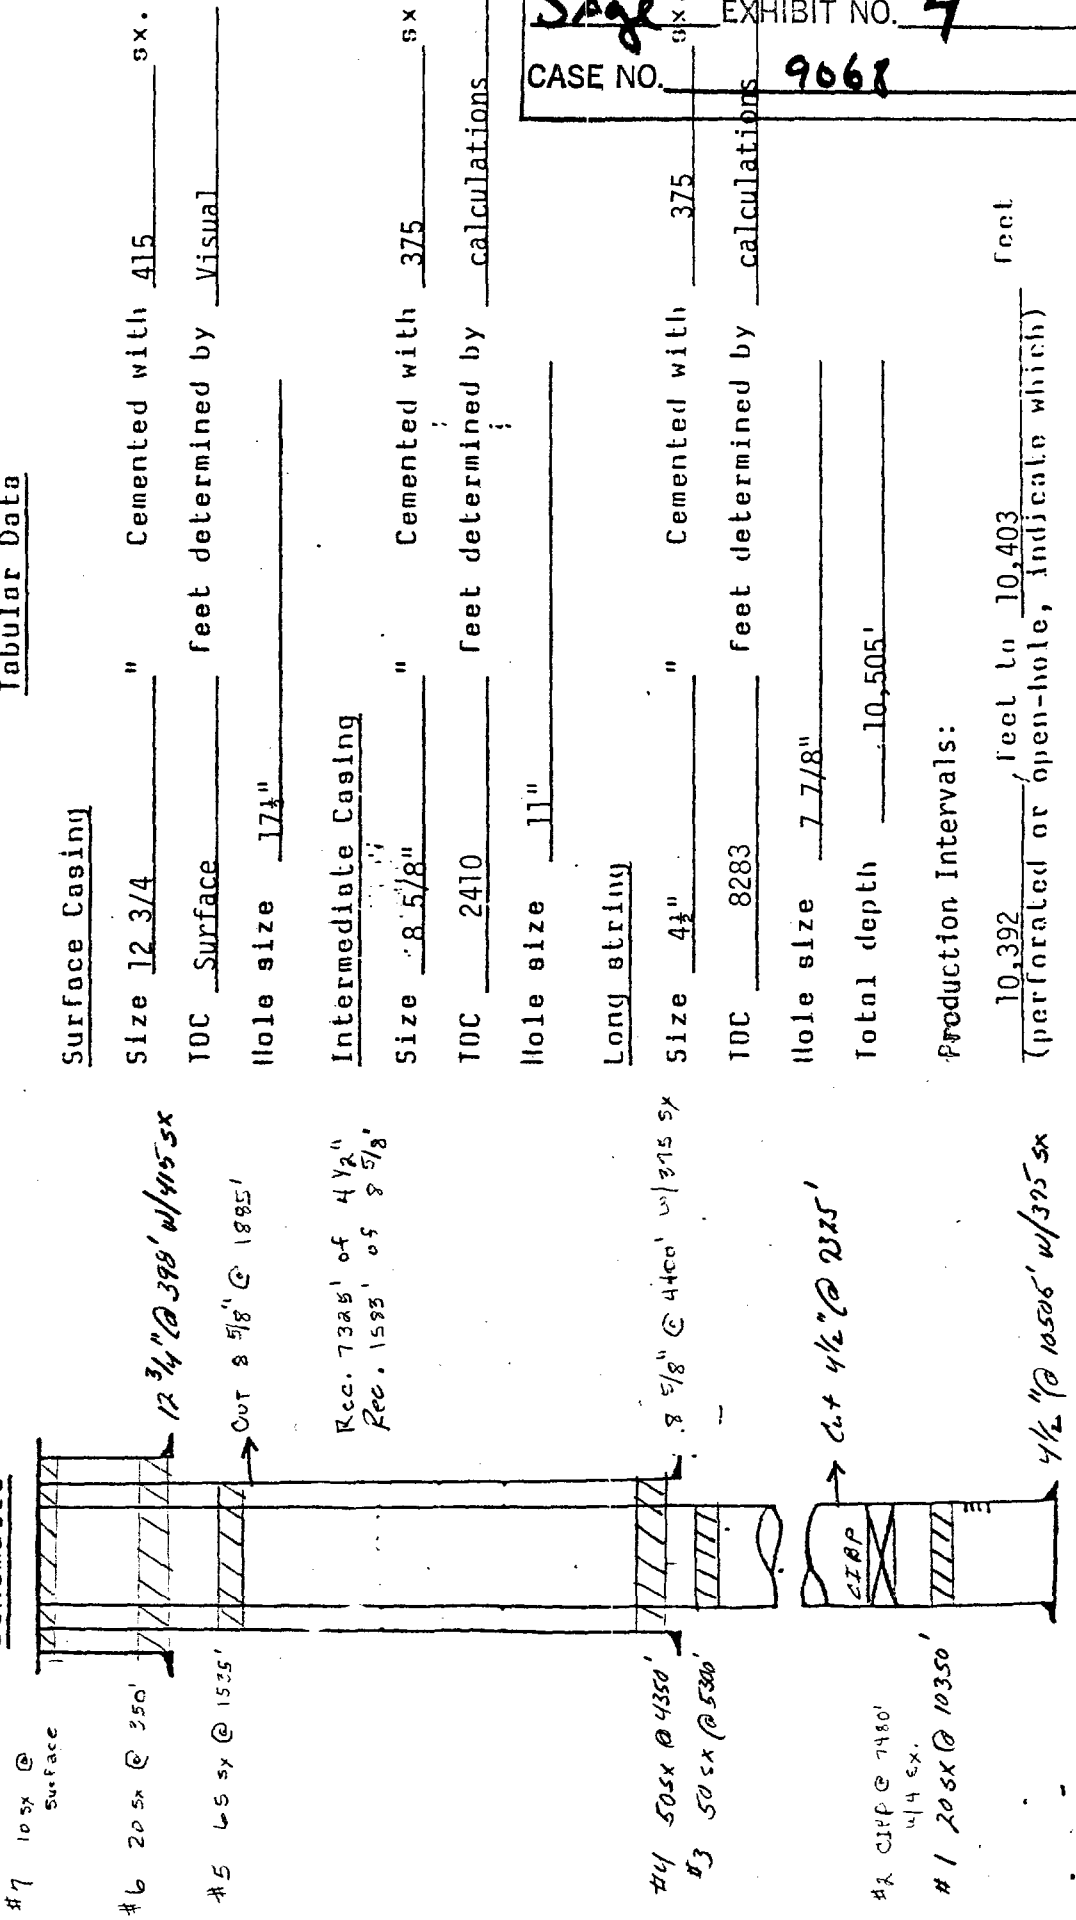 EXHIBIT NO. 4
CASE NO. 9068
Tabular Data
Surface Casing
Size 12 3/4 " Cemented with 415 sx.
TOC Surface feet determined by Visual
Hole size 17½"
Intermediate Casing
Size 8 5/8" " Cemented with 375 sx
TOC 2410 feet determined by calculations
Hole size 11"
Long string
Size 4½" " Cemented with 375 sx.
TOC 8283 feet determined by calculations
Hole size 7 7/8"
Total depth 10,505'
Production Intervals:
10,392 feet to 10,403 feet
(perforated or open-hole, indicate which)
#7 10 sx @
Surface
12 3/4" @ 398' w/415 sx
#6 20 sx @ 350'
Cut 8 5/8" @ 1885'
#5 65 sx @
Rec. 7325' of 4 1/2"
Rec. 1593' of 8 5/8'
8 5/8" @ 4400' w/375 sx
#4 50 sx @ 4350'
#3 50 sx @ 5300'
Cut 4 1/2" @
CIBP
#2 CIBP @ 7480'
w/4 sx.
#1 20 sx @ 10350'
4 1/2" @ 10505' w/375 sx